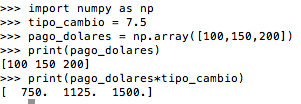 >>> import numpy as np
>>> tipo_cambio = 7.5
>>> pago_dolares = np.array([100,150,200])
>>> print(pago_dolares)
[100 150 200]
>>> print(pago_dolares*tipo_cambio)
[  750.  1125.  1500.]